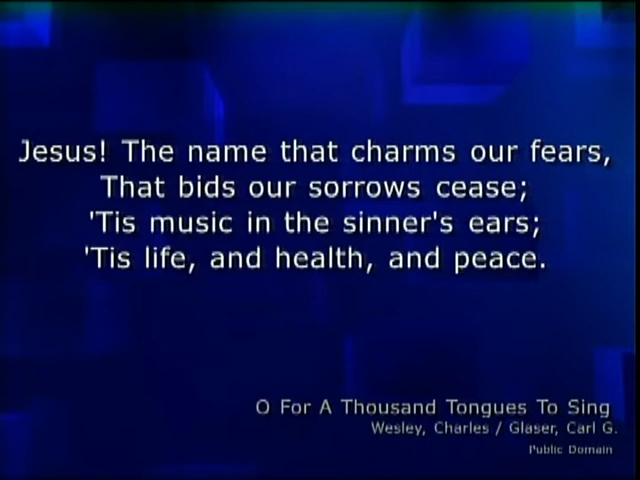 Jesus! The name that charms our fears,
That bids our sorrows cease;
'Tis music in the sinner's ears;
'Tis life, and health, and peace.
O For A Thousand Tongues To Sing
Wesley, Charles / Glaser, Carl G.
Public Domain